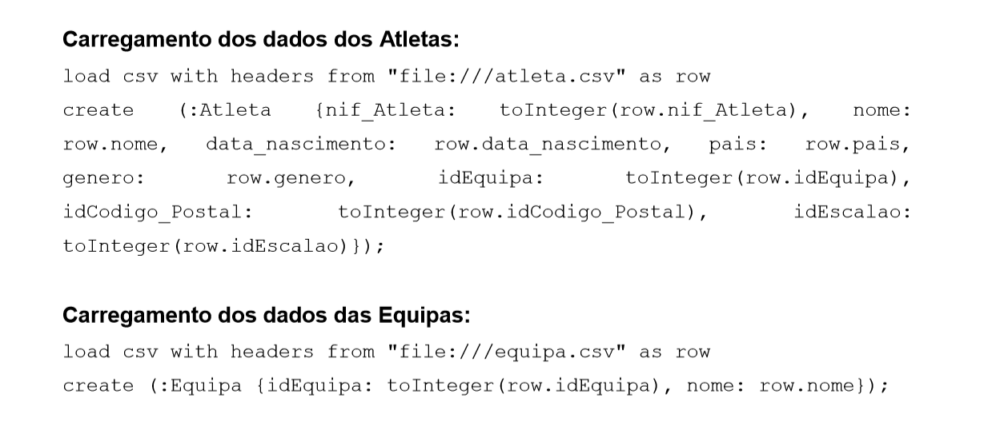 Carregamento dos dados dos Atletas:
load csv with headers from "file:///atleta.csv" as row
create (:Atleta {nif_Atleta: toInteger(row.nif_Atleta), nome:
row.nome, data_nascimento: row.data_nascimento, pais: row.pais,
genero: row.genero, idEquipa: toInteger(row.idEquipa),
idCodigo_Postal: toInteger(row.idCodigo_Postal), idEscalao:
toInteger(row.idEscalao)});
Carregamento dos dados das Equipas:
load csv with headers from "file:///equipa.csv" as row
create (:Equipa {idEquipa: toInteger(row.idEquipa), nome: row.nome});